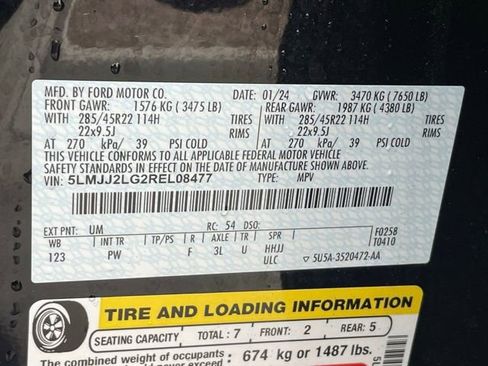 MFD. BY FORD MOTOR CO. 01/24 GVWR: 3470 KG ( 7650 LB)
FRONT GAWR: 1576 KG ( 3475 LB) REAR GAWR: 1987 KG ( 4380 LB)
WITH 285/45R22 114H TIRES WITH 285/45R22 114H TIRES
22x9.5J RIMS 22x9.5J RIMS
AT 270 kPa/ 39 PSI COLD AT 270 kPa/ 39 PSI COLD
THIS VEHICLE CONFORMS TO ALL APPLICABLE FEDERAL MOTOR VEHICLE
SAFETY STANDARDS IN EFFECT ON THE DATE OF MANUFACTURE SHOWN ABOVE.
VIN: 5LMJJ2LG2REL08477 TYPE: MPV
EXT PNT: UM RC: 54 DSO: F0258
WB INT TR TP/PS R AXLE TR SPR T0410
123 PW F 3L U HHJJ
ULC ▽ 5U5A-3520472-AA
TIRE AND LOADING INFORMATION
SEATING CAPACITY TOTAL : 7 FRONT: 2 REAR: 5
The combined weight of occupants 674 kg or 1487 lbs.